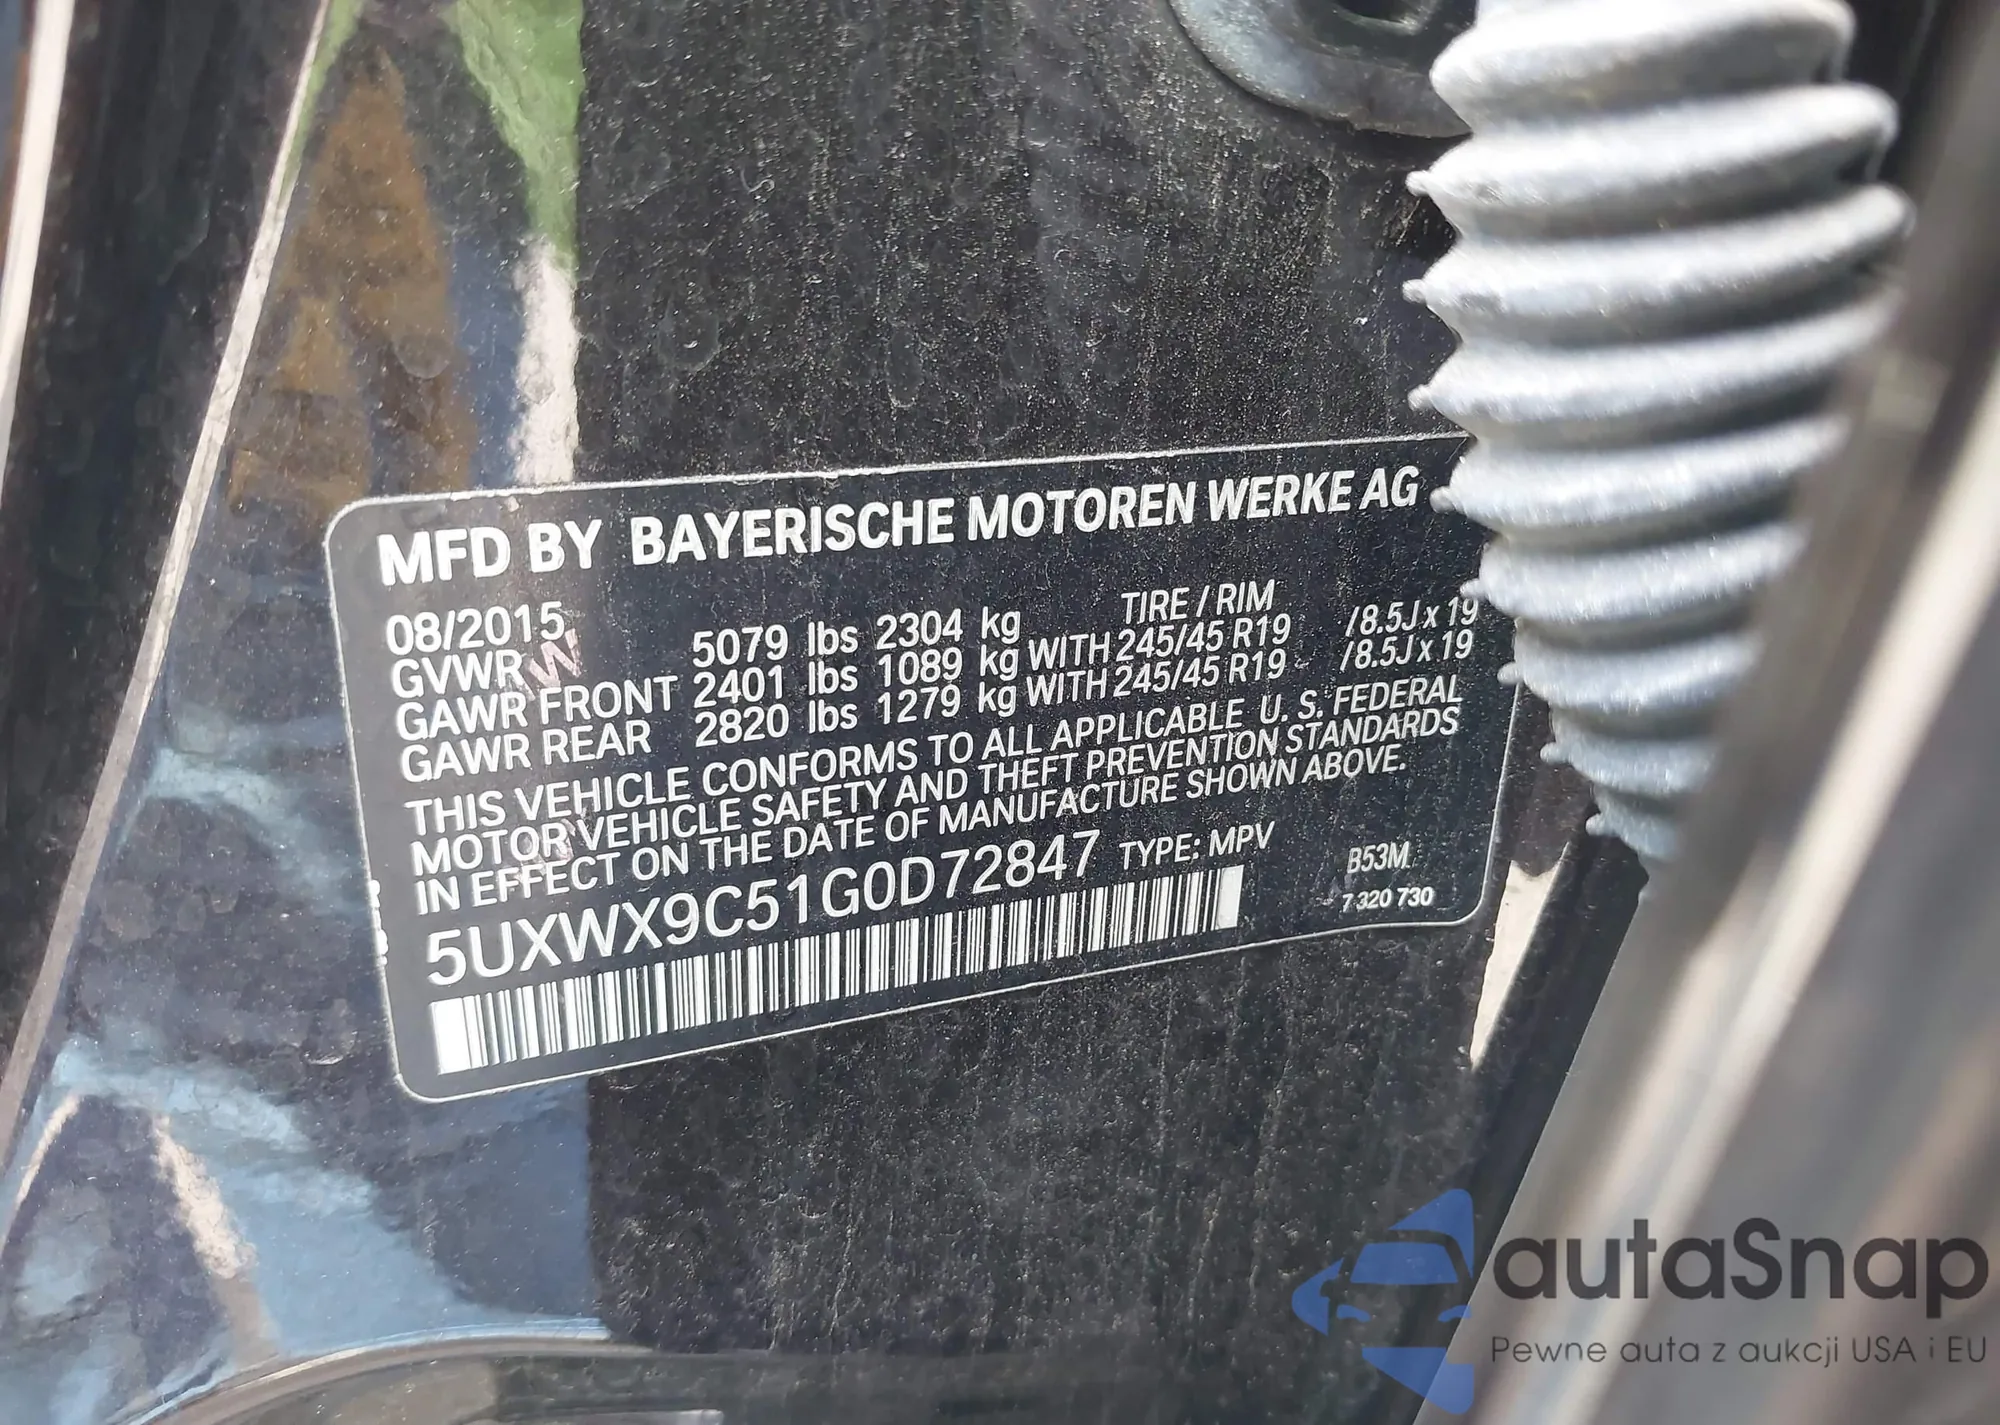 MFD BY BAYERISCHE MOTOREN WERKE AG
08/2015 TIRE / RIM
GVWR 5079 lbs 2304 kg
GAWR FRONT 2401 lbs 1089 kg WITH 245/45 R19 /8.5J x 19
GAWR REAR 2820 lbs 1279 kg WITH 245/45 R19 /8.5J x 19
THIS VEHICLE CONFORMS TO ALL APPLICABLE U. S. FEDERAL
MOTOR VEHICLE SAFETY AND THEFT PREVENTION STANDARDS
IN EFFECT ON THE DATE OF MANUFACTURE SHOWN ABOVE.
5UXWX9C51G0D72847 TYPE: MPV B53M
7 320 730
autaSnap
Pewne auta z aukcji USA i EU